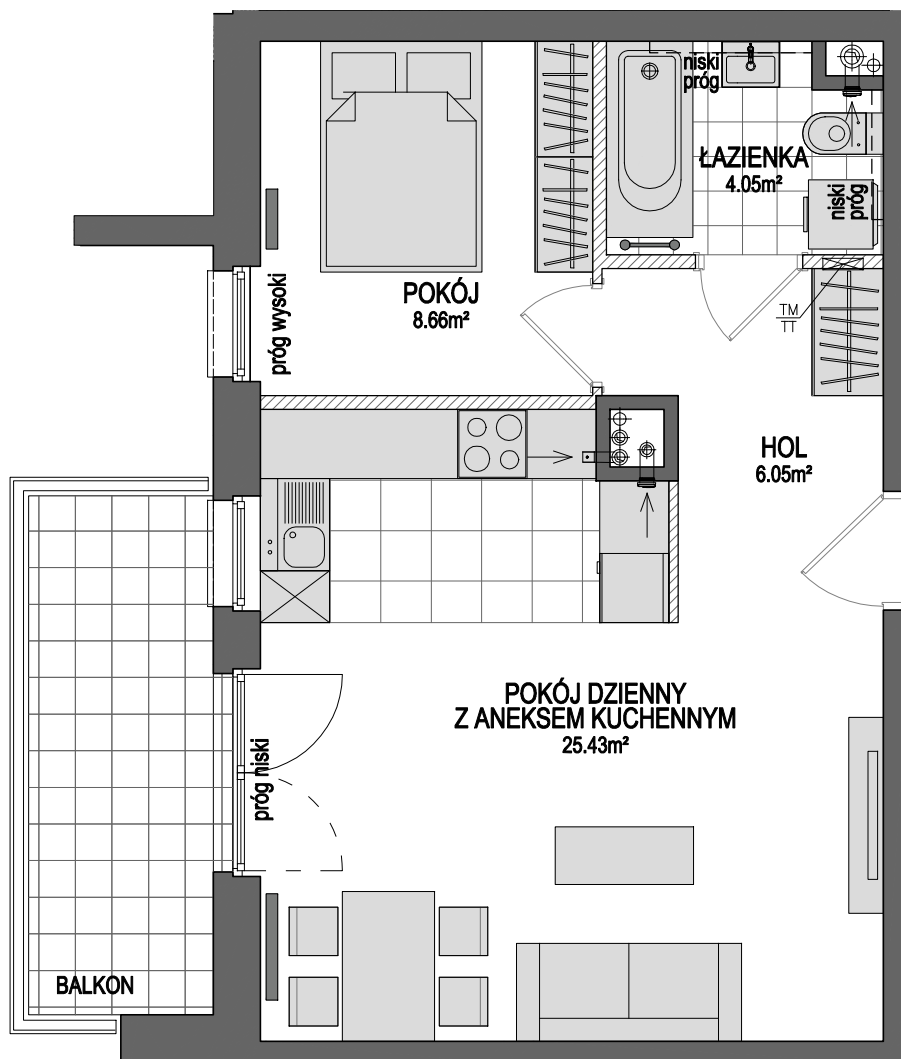 niski
próg
ŁAZIENKA
4.05m²
niski
próg
POKÓJ
8.66m²
próg wysoki
TM
TT
HOL
6.05m²
POKÓJ DZIENNY
Z ANEKSEM KUCHENNYM
25.43m²
próg niski
BALKON